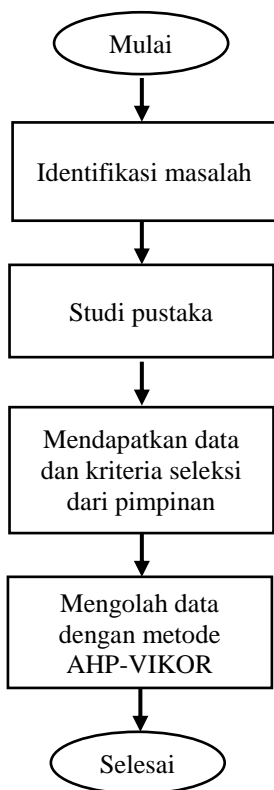 Mulai
Identifikasi masalah
Studi pustaka
Mendapatkan data
dan kriteria seleksi
dari pimpinan
Mengolah data
dengan metode
AHP-VIKOR
Selesai